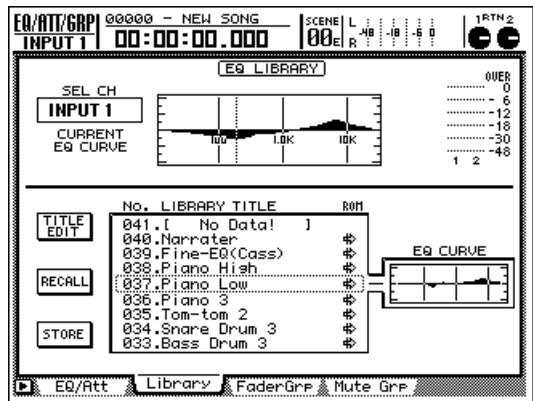 EQ/ATT/GRP 00000 - NEW SONG SCENE L -48 -18 -6 0 1 RTN 2
INPUT 1 00:00:00.000 00E R
EQ LIBRARY
SEL CH
INPUT 1
CURRENT
EQ CURVE
100 1.0K 10K
OVER
0
- 6
-12
-18
-30
-48
1 2
No. LIBRARY TITLE ROM
TITLE
EDIT
RECALL
STORE
041.[ No Data! ]
040.Narrater
039.Fine-EQ(Cass)
038.Piano High
037.Piano Low
036.Piano 3
035.Tom-tom 2
034.Snare Drum 3
033.Bass Drum 3
EQ CURVE
EQ/Att Library FaderGrp Mute Grp